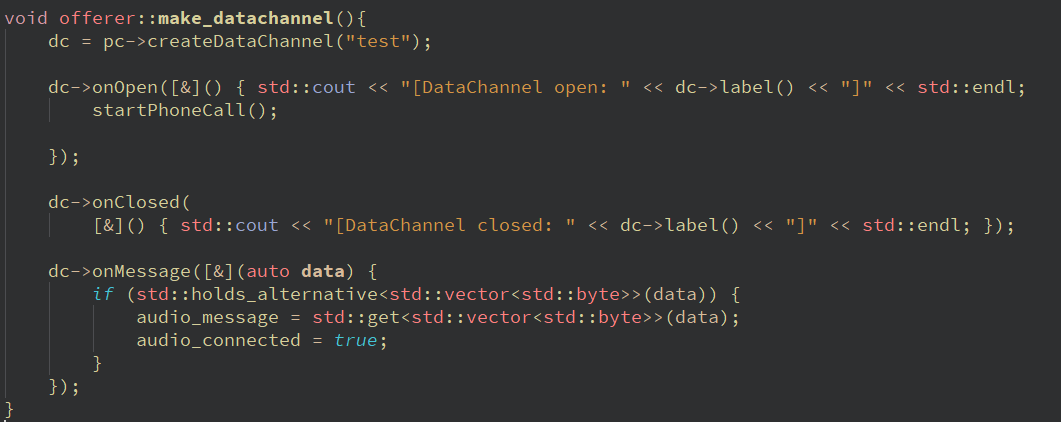 void offerer::make_datachannel(){
    dc = pc->createDataChannel("test");

    dc->onOpen([&]() { std::cout << "[DataChannel open: " << dc->label() << "]" << std::endl;
        startPhoneCall();

    });

    dc->onClosed(
        [&]() { std::cout << "[DataChannel closed: " << dc->label() << "]" << std::endl; });

    dc->onMessage([&](auto data) {
        if (std::holds_alternative<std::vector<std::byte>>(data)) {
            audio_message = std::get<std::vector<std::byte>>(data);
            audio_connected = true;
        }
    });
}